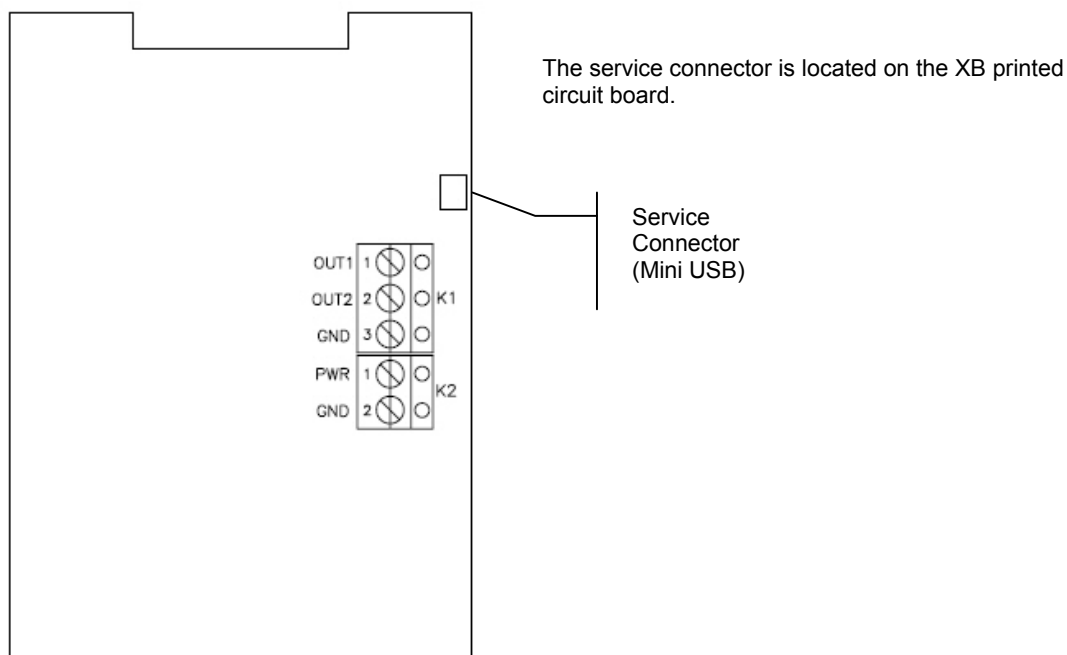 The service connector is located on the XB printed
circuit board.
Service
Connector
(Mini USB)
OUT1 1
OUT2 2 K1
GND 3
PWR 1
K2
GND 2